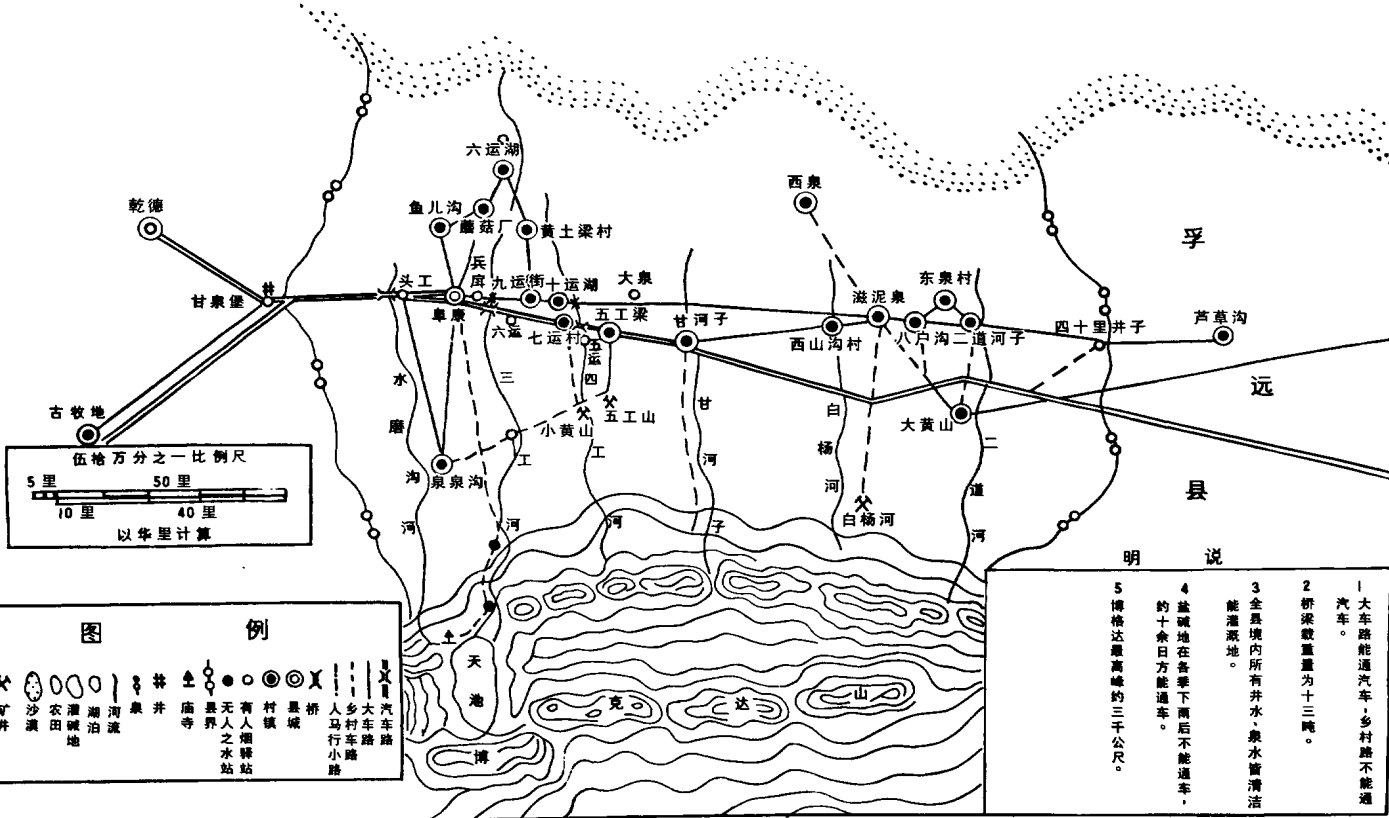 六运湖
西泉
乾德
鱼儿沟
蘑菇厂
黄土梁村
孚
远
县
兵房
头工
九运街
十运湖
大泉
东泉村
滋泥泉
甘泉堡
阜康
六运
七运村
五工梁
五运
甘河子
西山沟村
八户沟
二道河子
四十里井子
芦草沟
古牧地
水磨沟河
三工河
四工河
甘河子
白杨河
二道河
小黄山
五工山
大黄山
泉泉沟
白杨河
伍拾万分之一比例尺
5里
50里
10里
40里
以华里计算
天池
博
克
达
山
图例
汽车路
大车路
乡村车路
人马行小路
桥
县城
村镇
有人烟驿站
无人之水站
县界
庙寺
井
泉
河流
湖泊
灌碱地
农田
沙漠
矿井
说明
1 大车路能通汽车,乡村路不能通
汽车。
2 桥梁载重量为十三吨。
3 全县境内所有井水、泉水皆清洁
能灌溉地。
4 盐碱地在各季下雨后不能通车,
约十余日方能通车。
5 博格达最高峰约三千公尺。